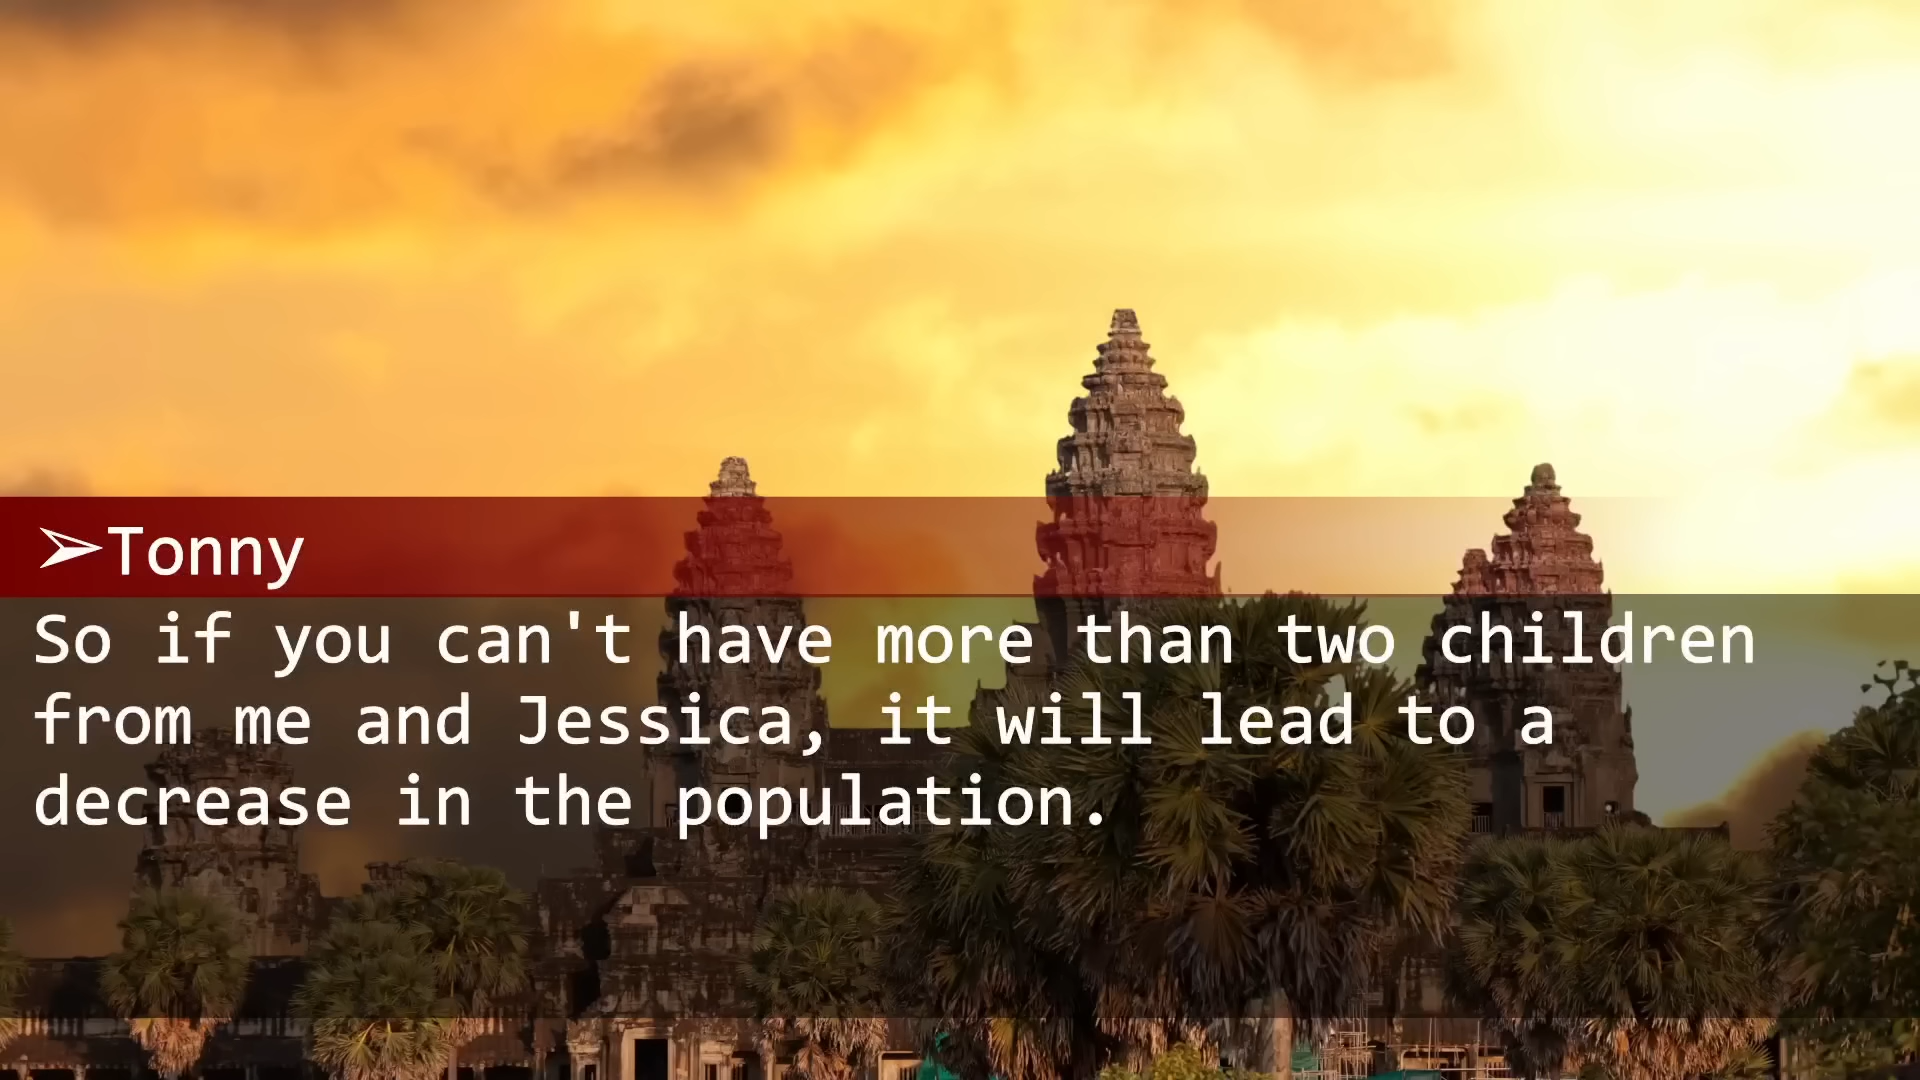 ➢Tonny
So if you can't have more than two children
from me and Jessica, it will lead to a
decrease in the population.